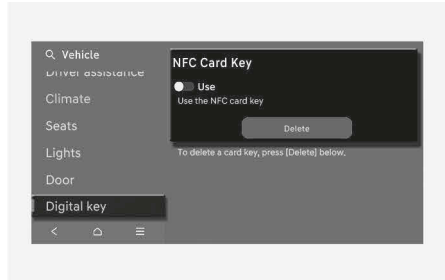 Vehicle
Driver assistance
Climate
Seats
Lights
Door
Digital key
NFC Card Key
Use
Use the NFC card key
Delete
To delete a card key, press [Delete] below.